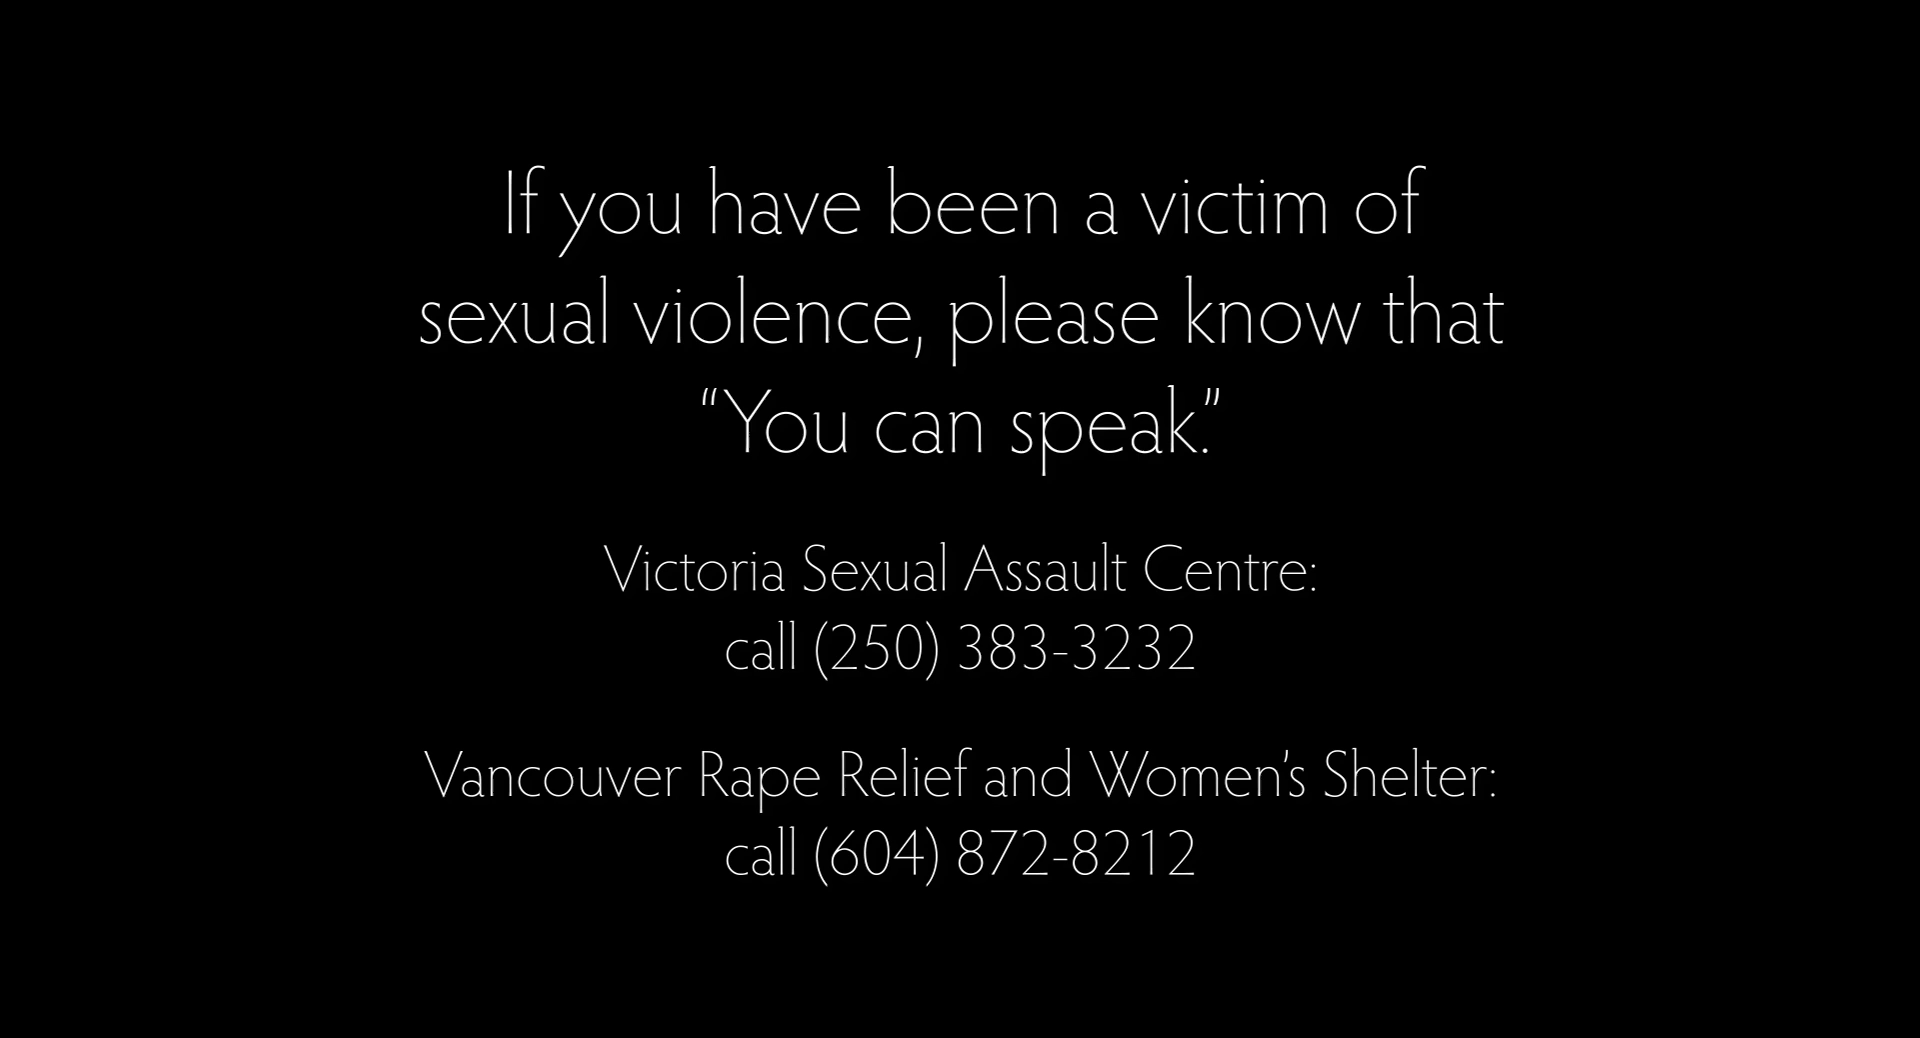 If you have been a victim of
sexual violence, please know that
“You can speak.”
Victoria Sexual Assault Centre:
call (250) 383-3232
Vancouver Rape Relief and Women’s Shelter:
call (604) 872-8212